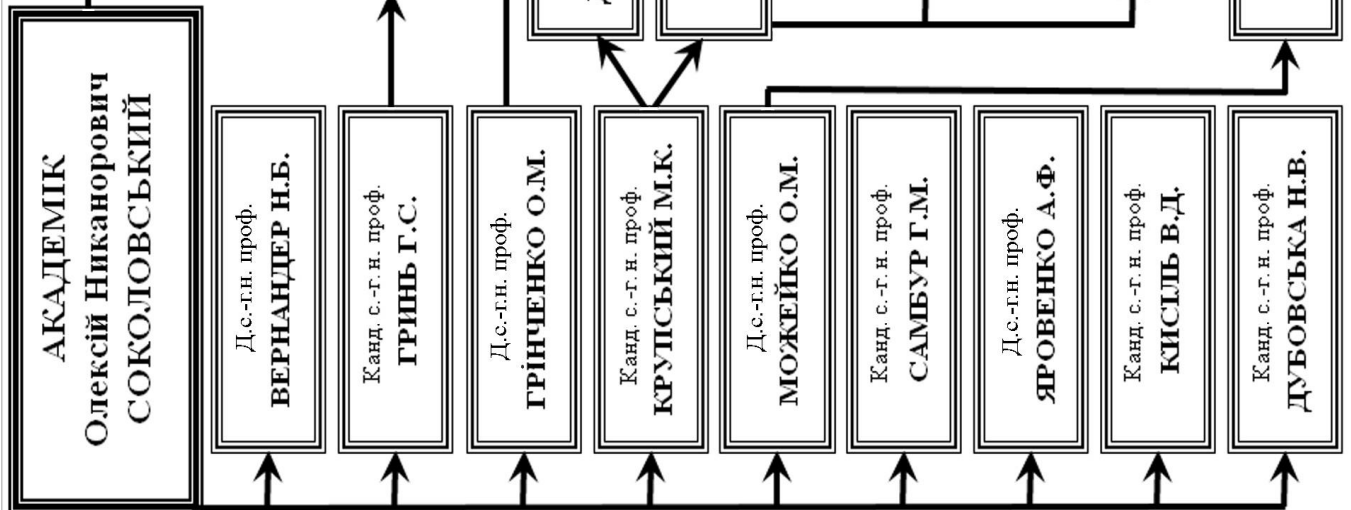 АКАДЕМІК
Олексій Никанорович
СОКОЛОВСЬКИЙ
Д.с.-г.н. проф.
ВЕРНАНДЕР Н.Б.
Канд. с.-г. н. проф.
ГРИНЬ Г.С.
Д.с.-г.н. проф.
ГРІНЧЕНКО О.М.
Канд. с.-г. н. проф.
КРУПСЬКИЙ М.К.
Д.с.-г.н. проф.
МОЖЕЙКО О.М.
Канд. с.-г. н. проф.
САМБУР Г.М.
Д.с.-г.н. проф.
ЯРОВЕНКО А.Ф.
Канд. с.-г. н. проф.
КИСІЛЬ В.Д.
Канд. с.-г. н. проф.
ДУБОВСЬКА Н.В.